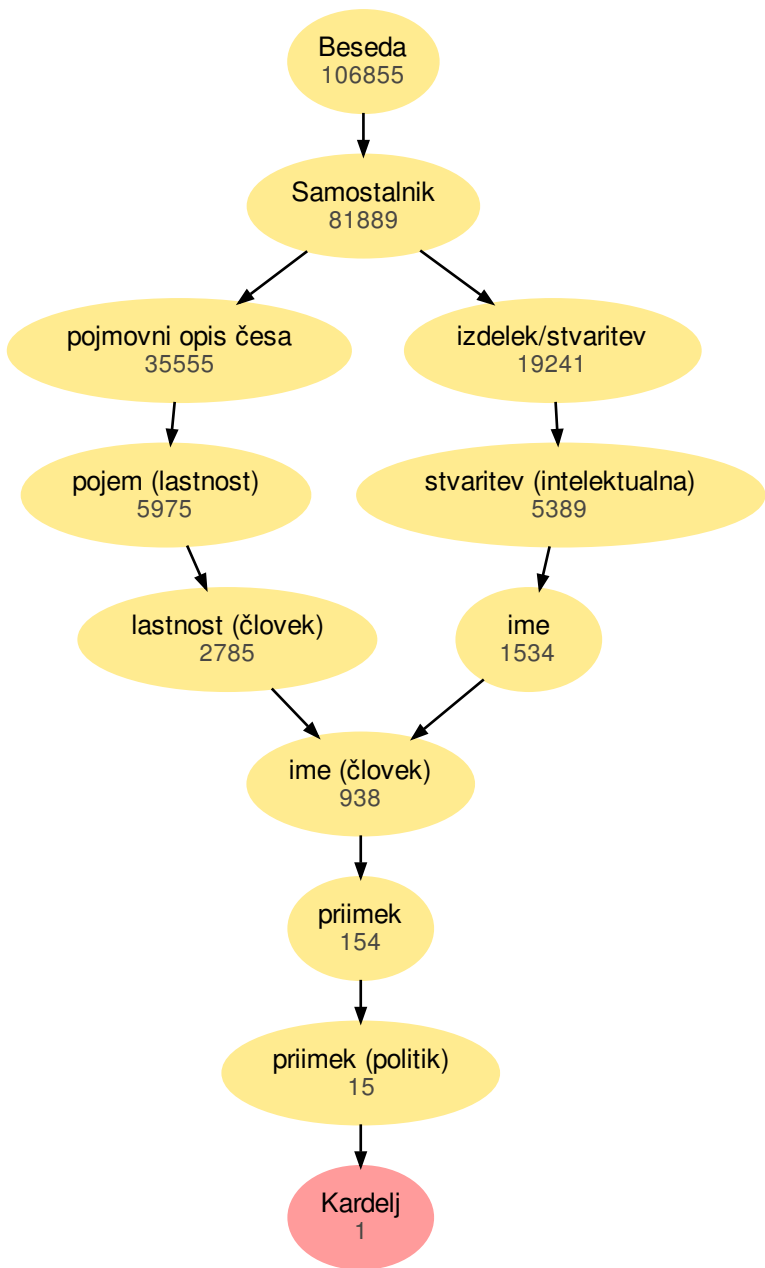 Beseda
106855
Samostalnik
81889
pojmovni opis česa
35555
izdelek/stvaritev
19241
pojem (lastnost)
5975
stvaritev (intelektualna)
5389
lastnost (človek)
2785
ime
1534
ime (človek)
938
priimek
154
priimek (politik)
15
Kardelj
1